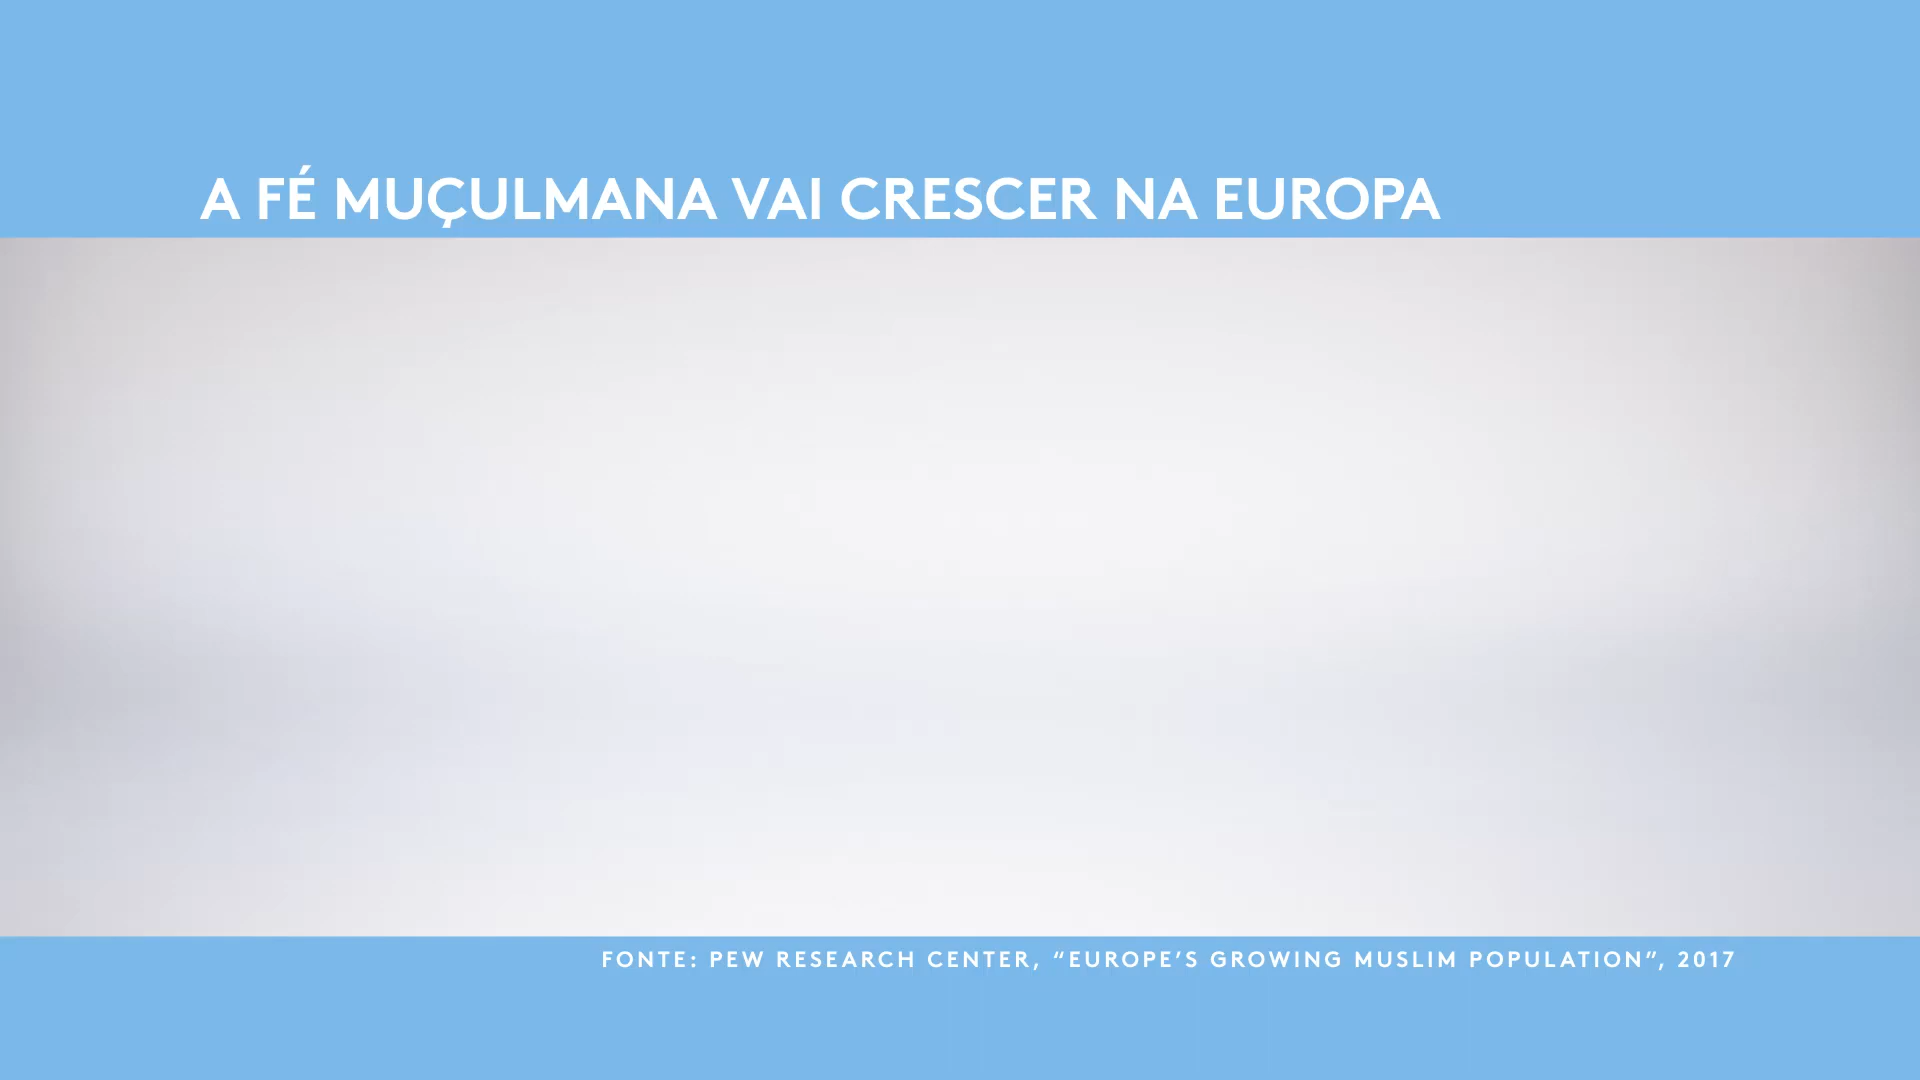 A FÉ MUÇULMANA VAI CRESCER NA EUROPA
FONTE: PEW RESEARCH CENTER, “EUROPE’S GROWING MUSLIM POPULATION”, 2017